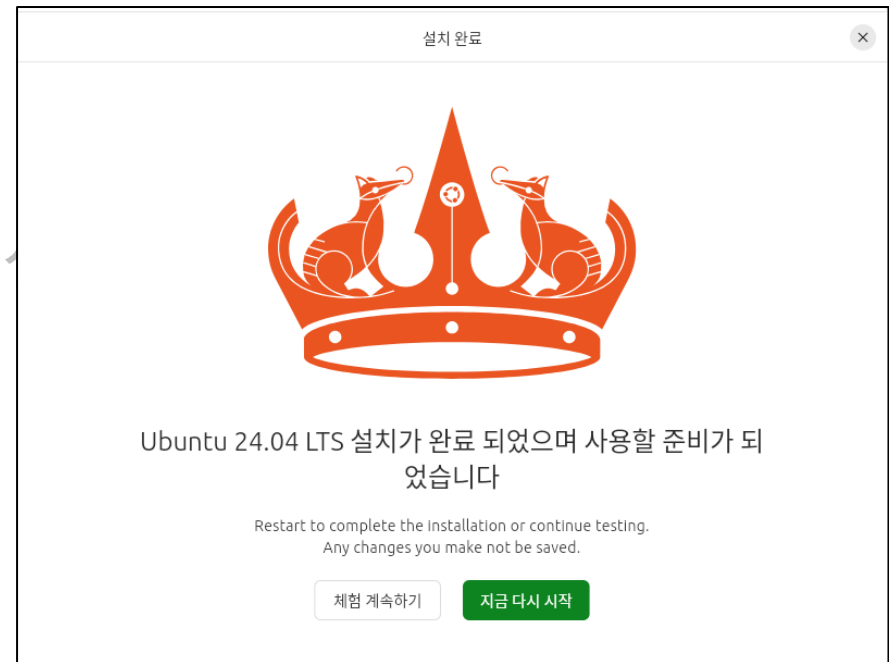 설치 완료
Ubuntu 24.04 LTS 설치가 완료 되었으며 사용할 준비가 되
었습니다
Restart to complete the installation or continue testing.
Any changes you make not be saved.
체험 계속하기
지금 다시 시작